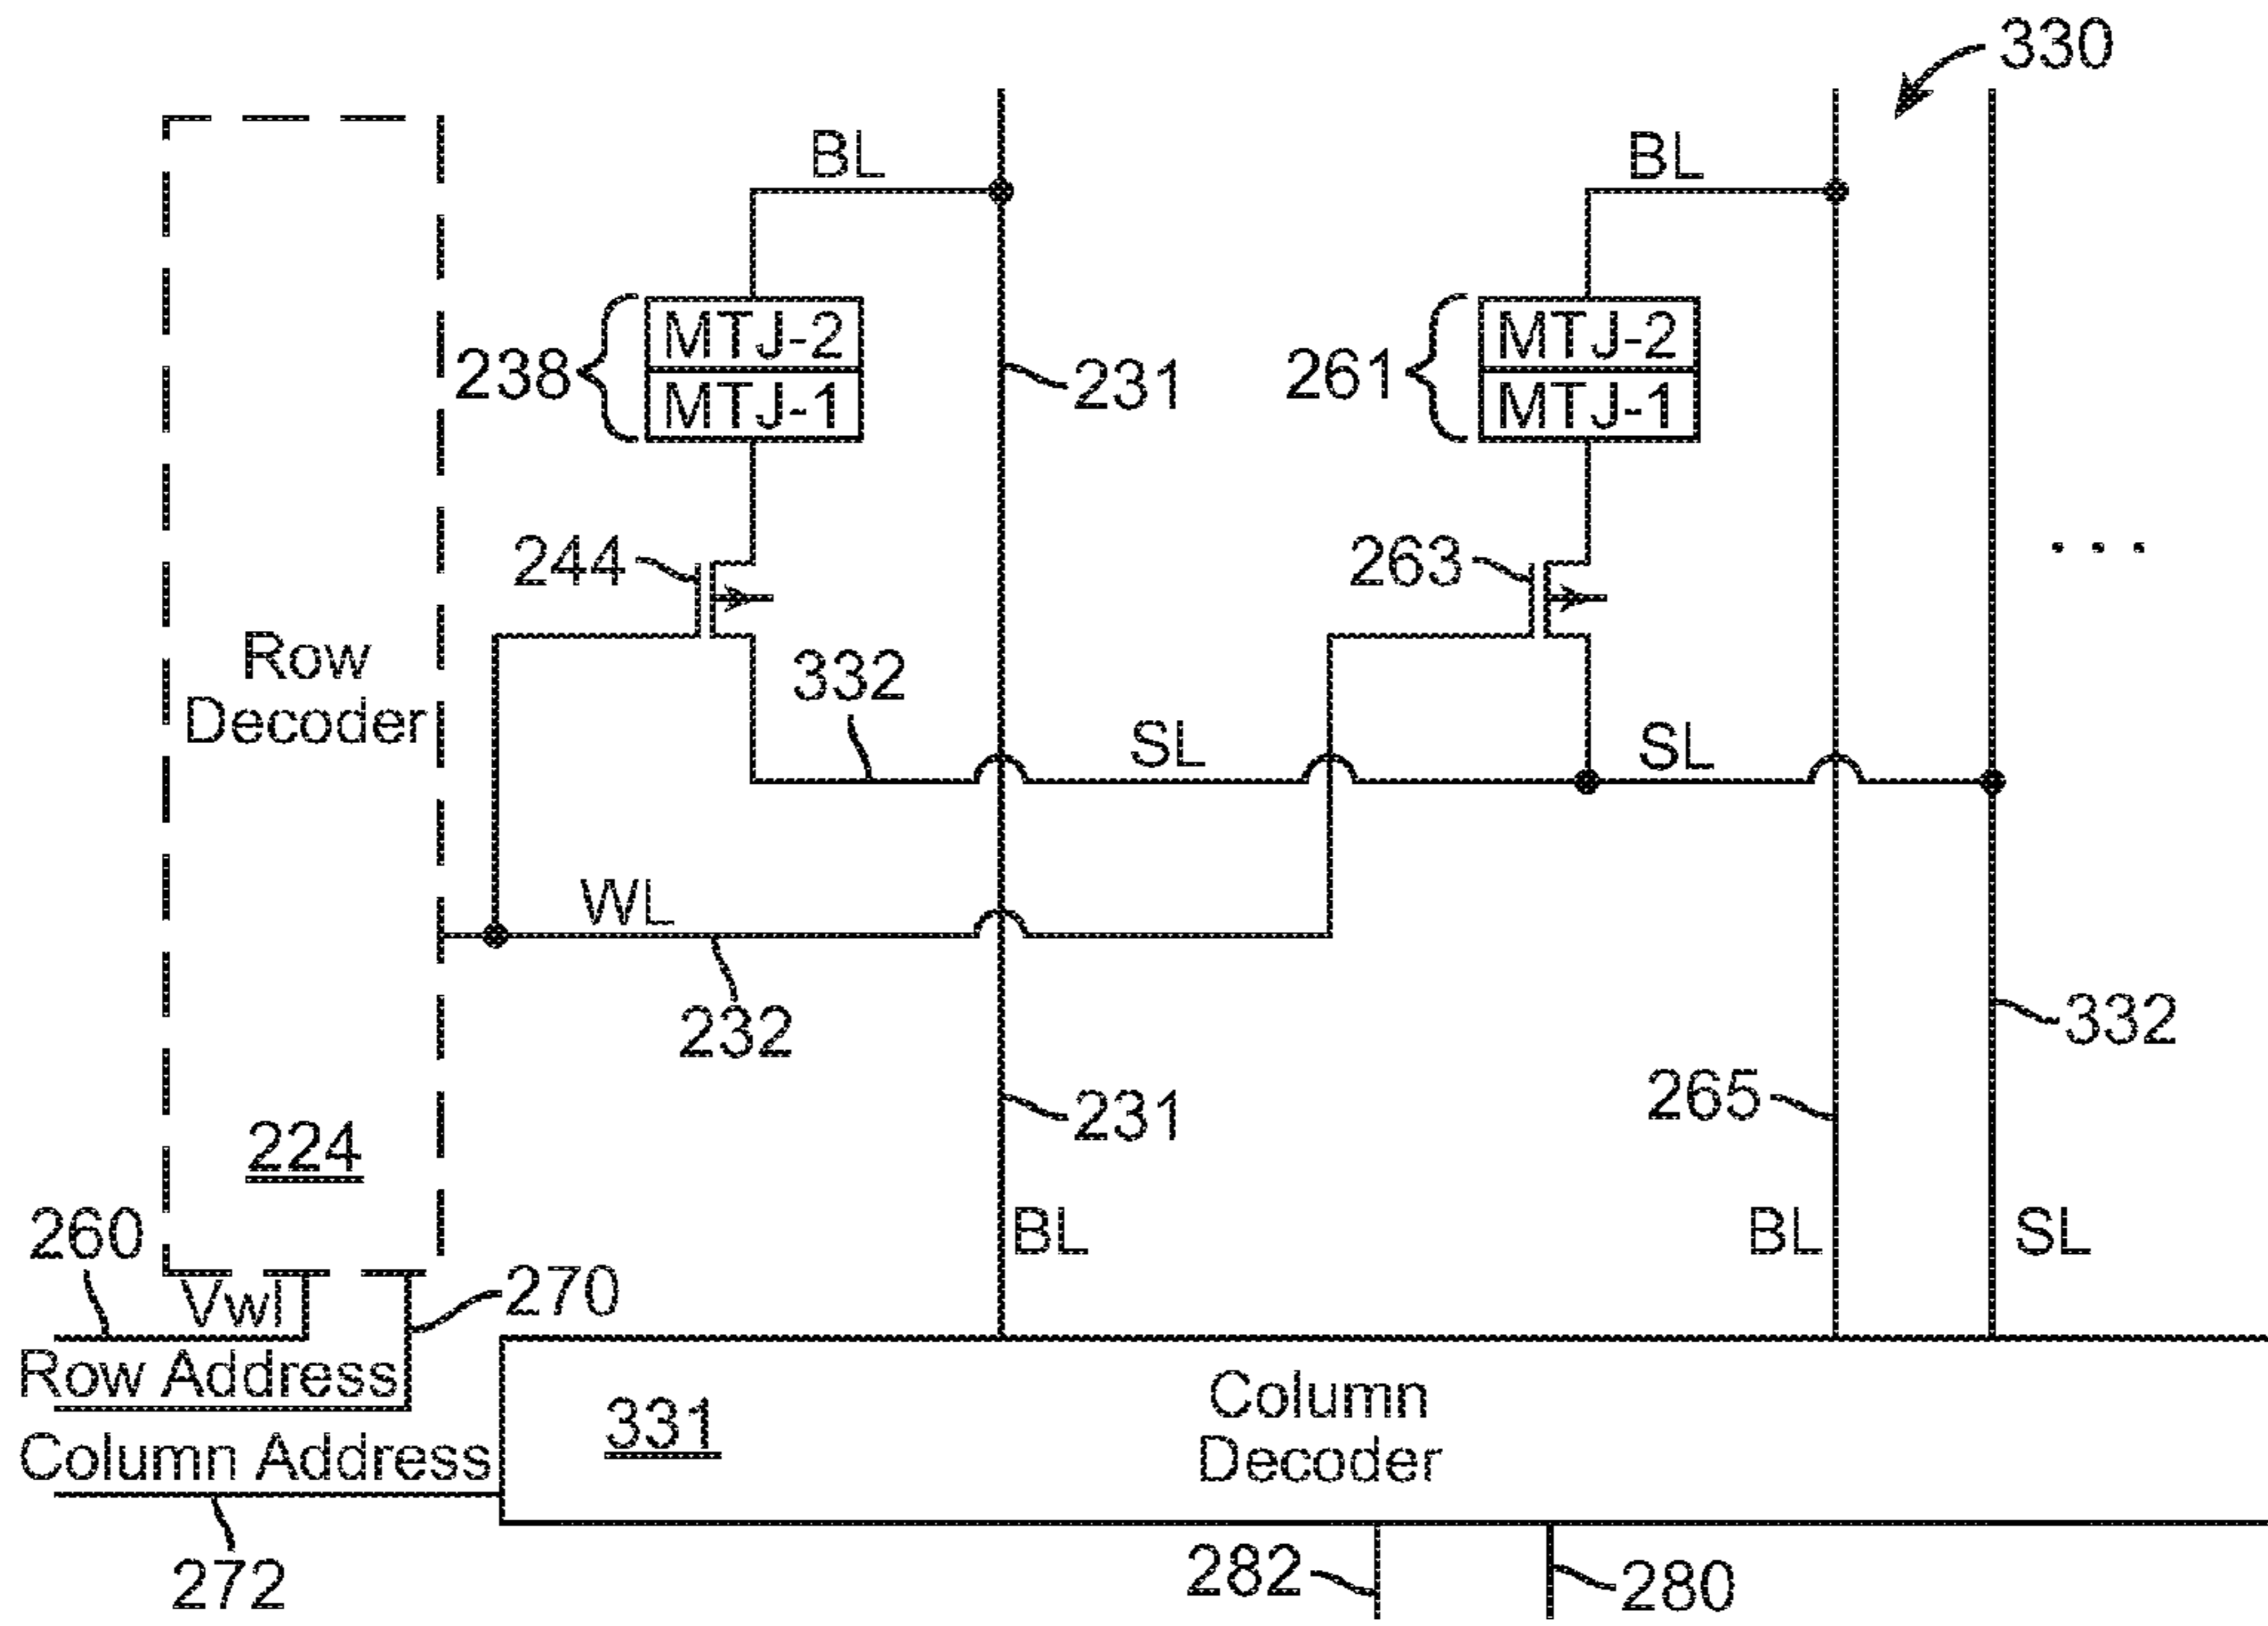 330
BL
BL
MTJ-2
MTJ-2
238
231
261
MTJ-1
MTJ-1
244
263
. . .
Row
Decoder
332
SL
SL
WL
232
332
231
265
224
260
BL
BL
SL
Vwl
270
Row Address
Column
Decoder
331
Column Address
272
282
280